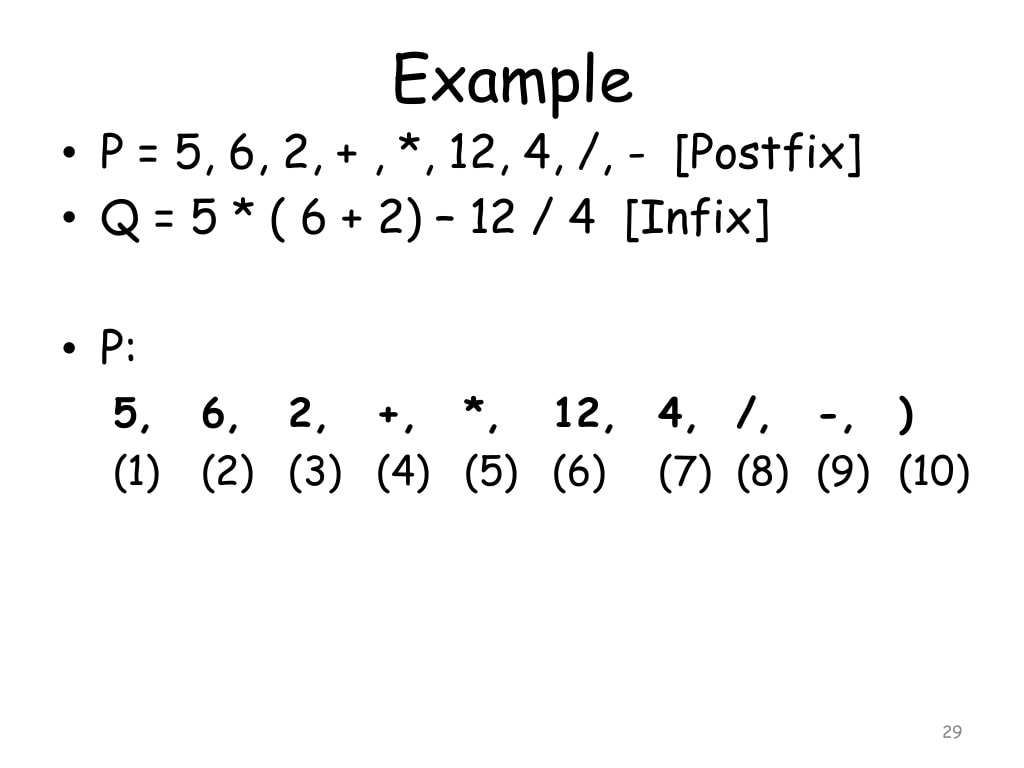 Example
• P = 5, 6, 2, + , *, 12, 4, /, - [Postfix]
• Q = 5 * ( 6 + 2) – 12 / 4 [Infix]
• P:
5, 6, 2, +, *, 12, 4, /, -, )
(1) (2) (3) (4) (5) (6) (7) (8) (9) (10)
29